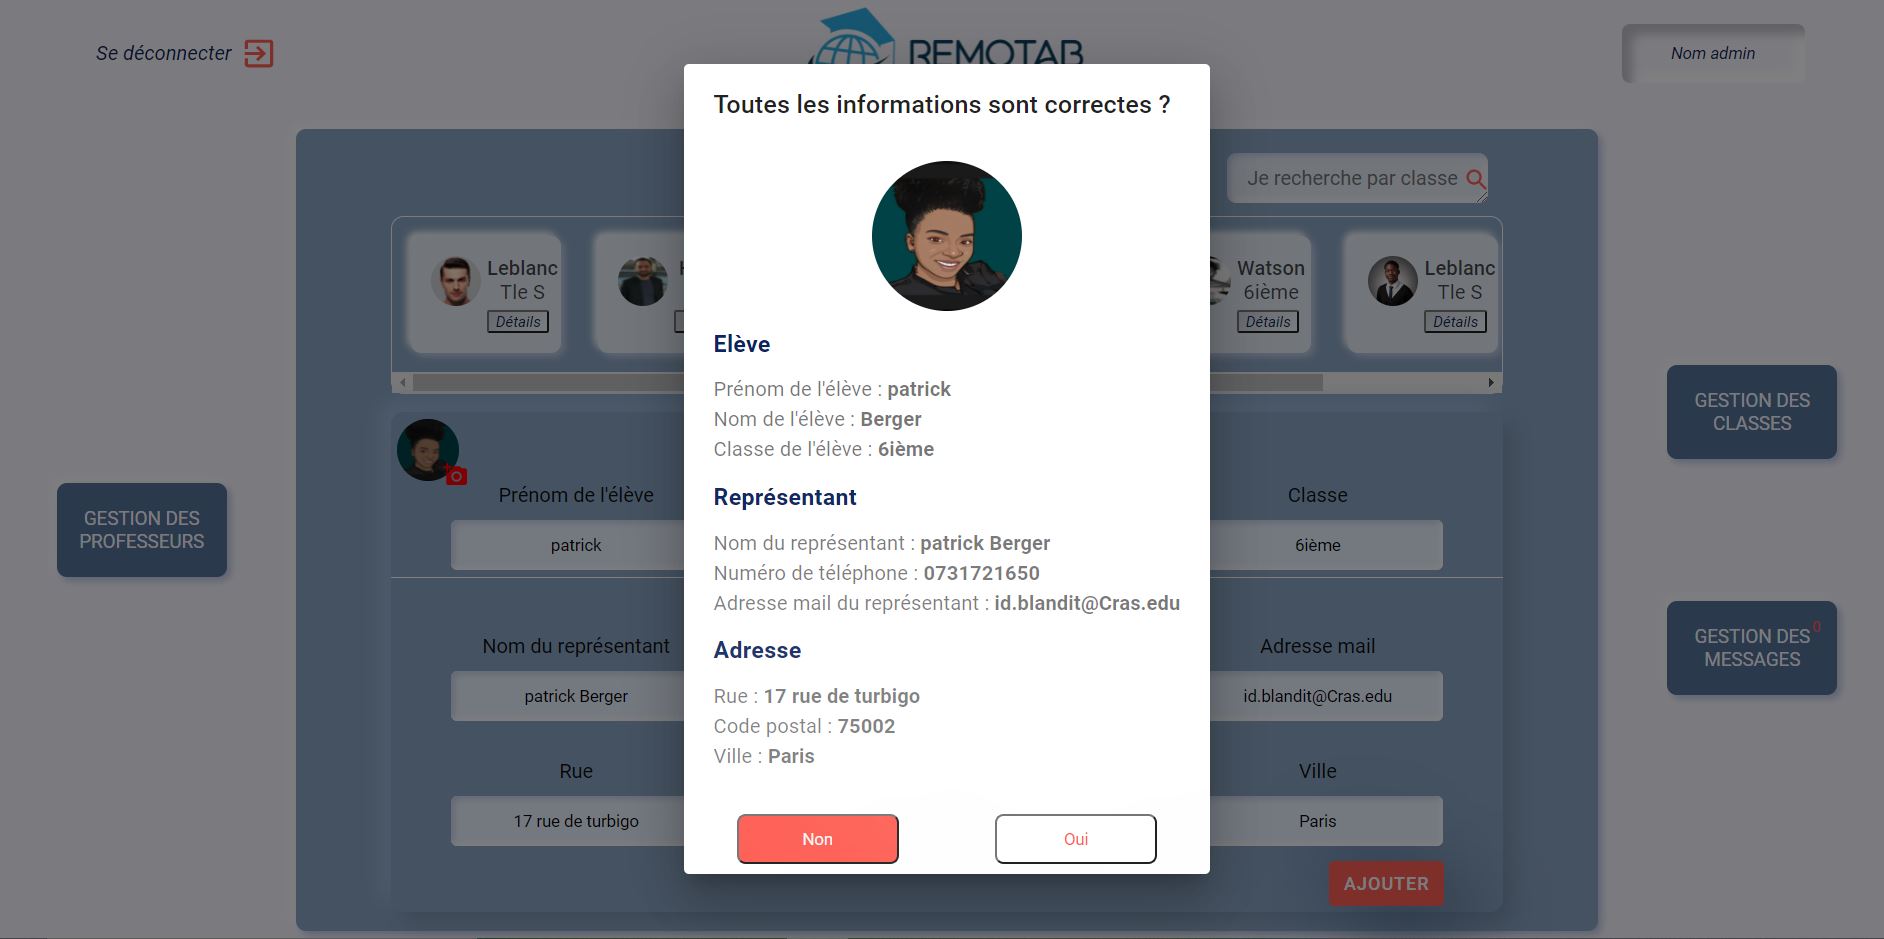 Se déconnecter
REMOTAB
Nom admin
Toutes les informations sont correctes ?
Je recherche par classe
Leblanc
Tle S
Détails
Watson
6ième
Détails
Leblanc
Tle S
Détails
Elève
Prénom de l'élève : patrick
Nom de l'élève : Berger
Classe de l'élève : 6ième
Représentant
Nom du représentant : patrick Berger
Numéro de téléphone : 0731721650
Adresse mail du représentant : id.blandit@Cras.edu
Adresse
Rue : 17 rue de turbigo
Code postal : 75002
Ville : Paris
Non
Oui
Prénom de l'élève
patrick
Classe
6ième
Nom du représentant
patrick Berger
Adresse mail
id.blandit@Cras.edu
Rue
17 rue de turbigo
Ville
Paris
AJOUTER
GESTION DES
PROFESSEURS
GESTION DES
CLASSES
GESTION DES 0
MESSAGES